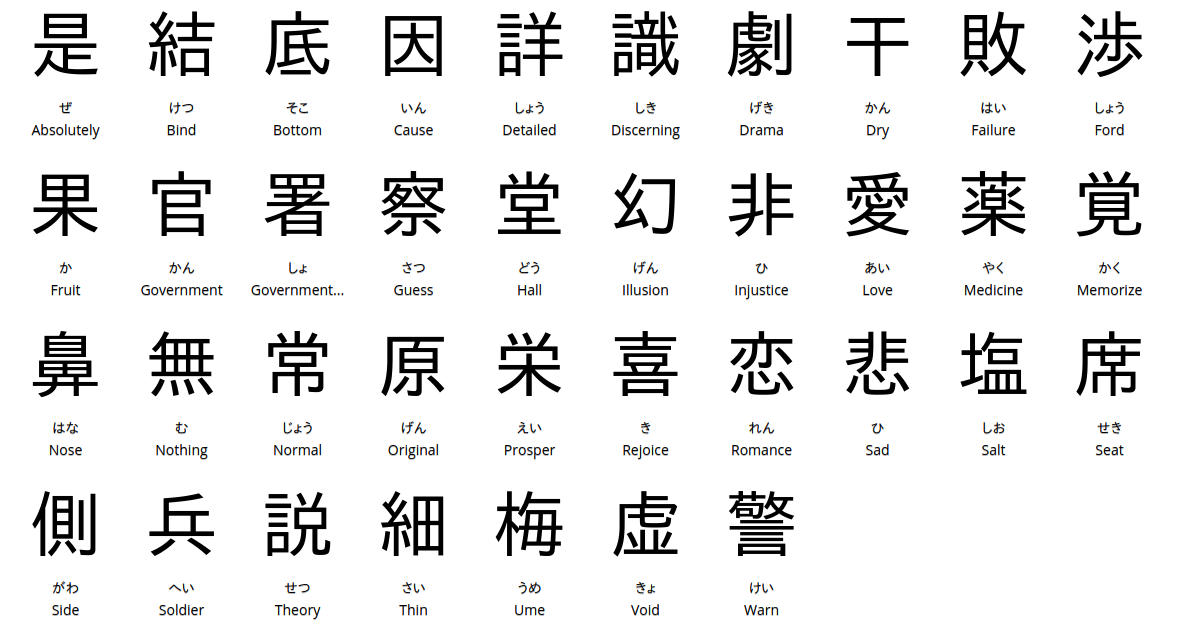 是 結 底 因 詳 識 劇 干 敗 渉
ぜ けつ そこ いん しょう しき げき かん はい しょう
Absolutely Bind Bottom Cause Detailed Discerning Drama Dry Failure Ford
果 官 署 察 堂 幻 非 愛 薬 覚
か かん しょ さつ どう げん ひ あい やく かく
Fruit Government Government... Guess Hall Illusion Injustice Love Medicine Memorize
鼻 無 常 原 栄 喜 恋 悲 塩 席
はな む じょう げん えい き れん ひ しお せき
Nose Nothing Normal Original Prosper Rejoice Romance Sad Salt Seat
側 兵 説 細 梅 虚 警
がわ へい せつ さい うめ きょ けい
Side Soldier Theory Thin Ume Void Warn